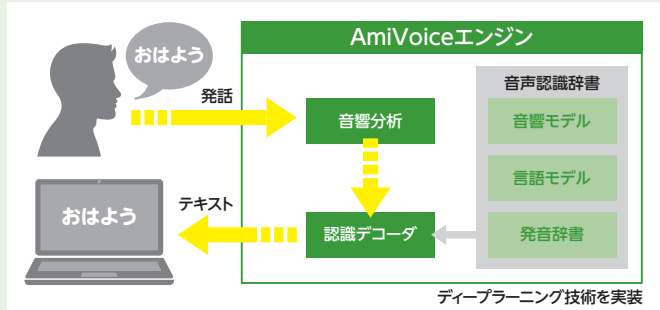 AmiVoiceエンジン
おはよう
発話
音響分析
音声認識辞書
音響モデル
言語モデル
発音辞書
認識デコーダ
テキスト
おはよう
ディープラーニング技術を実装